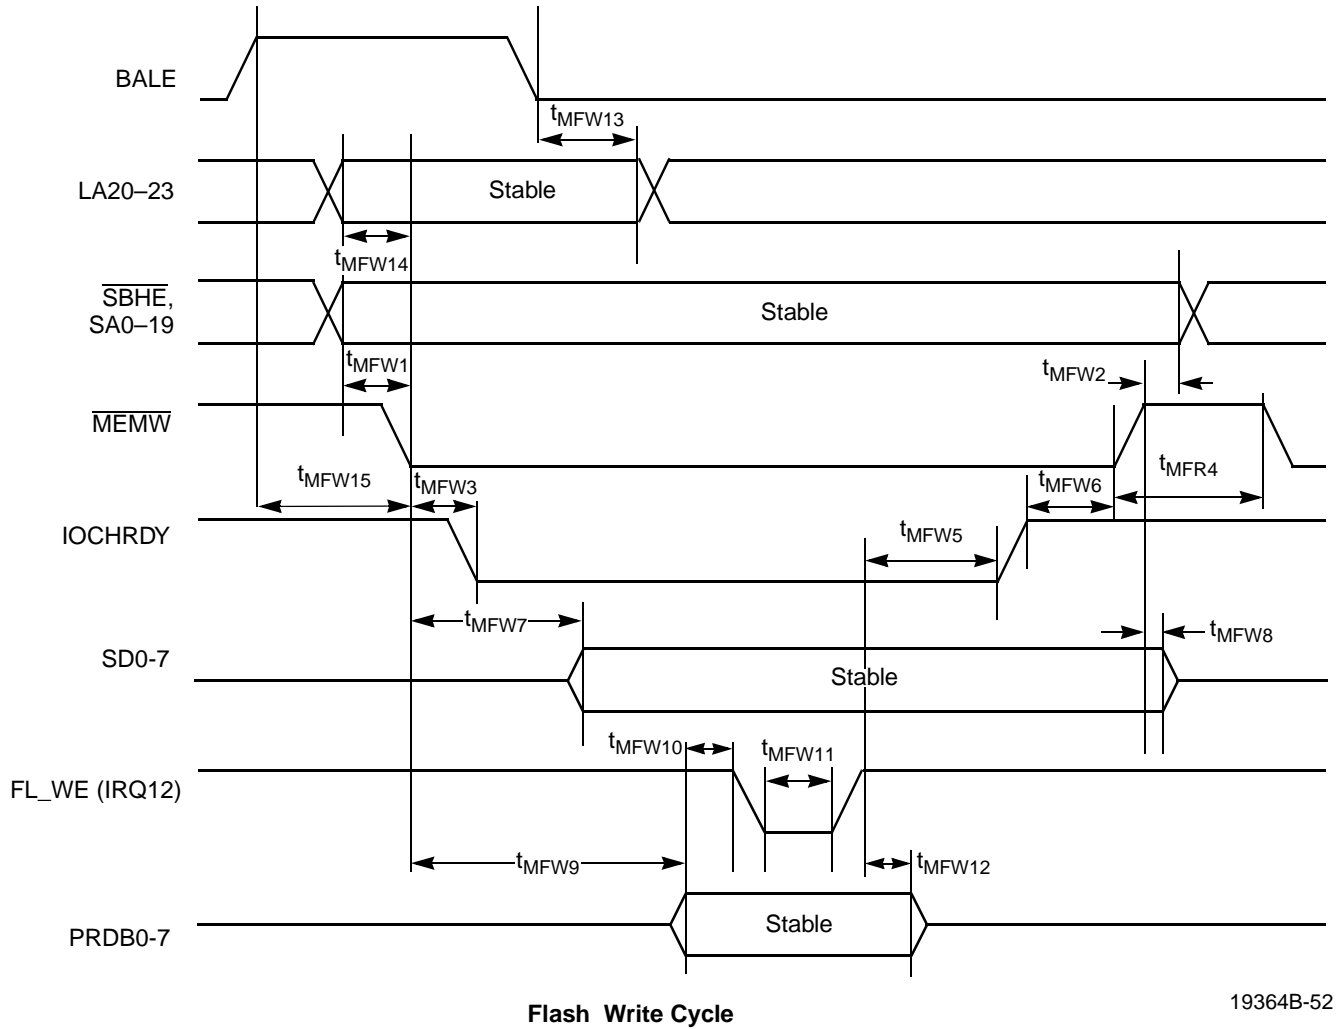 BALE
tMFW13
LA20–23
Stable
tMFW14
SBHE,
SA0–19
Stable
tMFW1
tMFW2
MEMW
tMFW15
tMFW3
tMFW6
tMFR4
IOCHRDY
tMFW5
tMFW7
tMFW8
SD0-7
Stable
tMFW10
tMFW11
FL_WE (IRQ12)
tMFW9
tMFW12
PRDB0-7
Stable
Flash Write Cycle
19364B-52